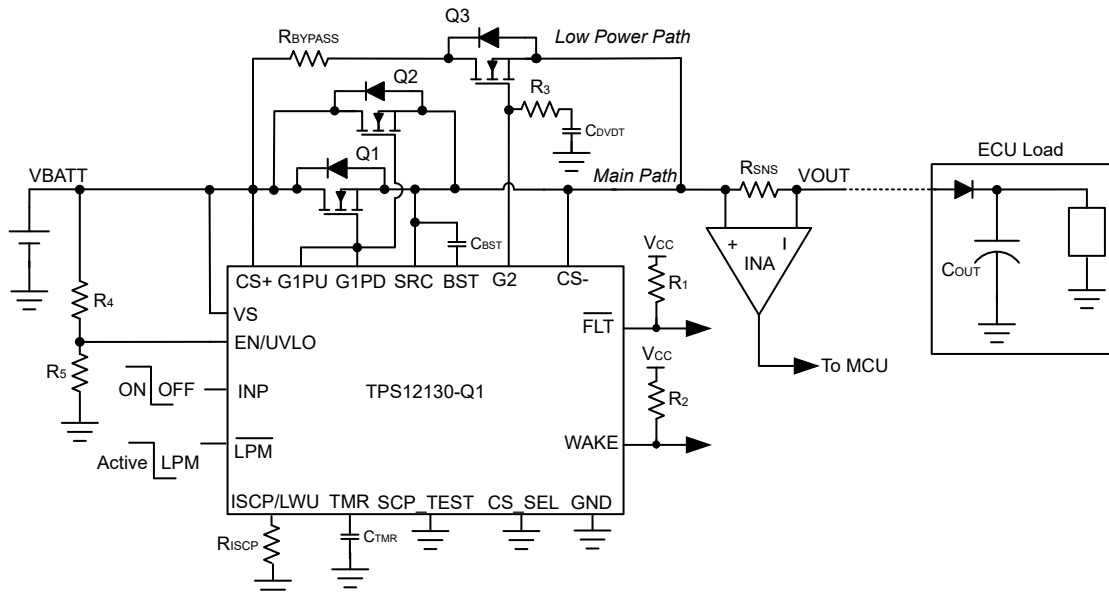 Q3
RBYPASS
Low Power Path
Q2
R3
CDVDT
Q1
ECU Load
VBATT
Main Path
RSNS
VOUT
+ –
INA
CBST
VCC
COUT
R1
CS+ G1PU G1PD SRC BST G2 CS-
R4
VS
FLT
EN/UVLO
VCC
To MCU
R5
ON OFF
INP
TPS12130-Q1
R2
WAKE
LPM
Active LPM
ISCP/LWU TMR SCP_TEST CS_SEL GND
RISCP
CTMR